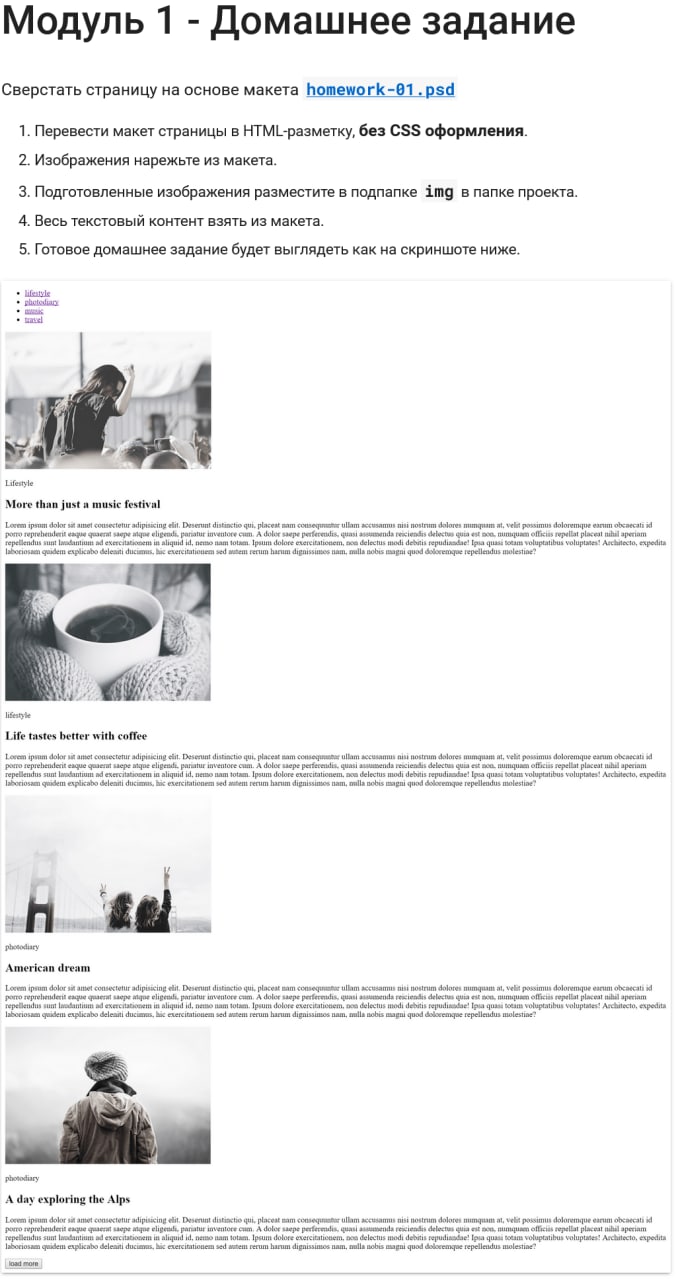 Модуль 1 - Домашнее задание
Сверстать страницу на основе макета homework-01.psd
1. Перевести макет страницы в HTML-разметку, без CSS оформления.
2. Изображения нарежьте из макета.
3. Подготовленные изображения разместите в подпапке img в папке проекта.
4. Весь текстовый контент взять из макета.
5. Готовое домашнее задание будет выглядеть как на скриншоте ниже.
lifestyle
photodiary
music
travel
Lifestyle
More than just a music festival
Lorem ipsum dolor sit amet consectetur adipisicing elit. Deserunt distinctio qui, placeat nam consequuntur ullam accusamus nisi nostrum dolores numquam at, velit possimus doloremque earum obcaecati id
porro reprehenderit eaque quaerat saepe atque eligendi, pariatur inventore cum. A dolor saepe perferendis, quasi assumenda reiciendis delectus quia est non, numquam officiis repellat placeat nihil aperiam
repellendus sunt laudantium ad exercitationem in aliquid id, nemo nam totam. Ipsum dolore exercitationem, non delectus modi debitis repudiandae! Ipsa quasi totam voluptatibus voluptates! Architecto, expedita
laboriosam quidem explicabo deleniti ducimus, hic exercitationem sed autem rerum harum dignissimos nam, nulla nobis magni quod doloremque repellendus molestiae?
lifestyle
Life tastes better with coffee
Lorem ipsum dolor sit amet consectetur adipisicing elit. Deserunt distinctio qui, placeat nam consequuntur ullam accusamus nisi nostrum dolores numquam at, velit possimus doloremque earum obcaecati id
porro reprehenderit eaque quaerat saepe atque eligendi, pariatur inventore cum. A dolor saepe perferendis, quasi assumenda reiciendis delectus quia est non, numquam officiis repellat placeat nihil aperiam
repellendus sunt laudantium ad exercitationem in aliquid id, nemo nam totam. Ipsum dolore exercitationem, non delectus modi debitis repudiandae! Ipsa quasi totam voluptatibus voluptates! Architecto, expedita
laboriosam quidem explicabo deleniti ducimus, hic exercitationem sed autem rerum harum dignissimos nam, nulla nobis magni quod doloremque repellendus molestiae?
photodiary
American dream
Lorem ipsum dolor sit amet consectetur adipisicing elit. Deserunt distinctio qui, placeat nam consequuntur ullam accusamus nisi nostrum dolores numquam at, velit possimus doloremque earum obcaecati id
porro reprehenderit eaque quaerat saepe atque eligendi, pariatur inventore cum. A dolor saepe perferendis, quasi assumenda reiciendis delectus quia est non, numquam officiis repellat placeat nihil aperiam
repellendus sunt laudantium ad exercitationem in aliquid id, nemo nam totam. Ipsum dolore exercitationem, non delectus modi debitis repudiandae! Ipsa quasi totam voluptatibus voluptates! Architecto, expedita
laboriosam quidem explicabo deleniti ducimus, hic exercitationem sed autem rerum harum dignissimos nam, nulla nobis magni quod doloremque repellendus molestiae?
photodiary
A day exploring the Alps
Lorem ipsum dolor sit amet consectetur adipisicing elit. Deserunt distinctio qui, placeat nam consequuntur ullam accusamus nisi nostrum dolores numquam at, velit possimus doloremque earum obcaecati id
porro reprehenderit eaque quaerat saepe atque eligendi, pariatur inventore cum. A dolor saepe perferendis, quasi assumenda reiciendis delectus quia est non, numquam officiis repellat placeat nihil aperiam
repellendus sunt laudantium ad exercitationem in aliquid id, nemo nam totam. Ipsum dolore exercitationem, non delectus modi debitis repudiandae! Ipsa quasi totam voluptatibus voluptates! Architecto, expedita
laboriosam quidem explicabo deleniti ducimus, hic exercitationem sed autem rerum harum dignissimos nam, nulla nobis magni quod doloremque repellendus molestiae?
load more